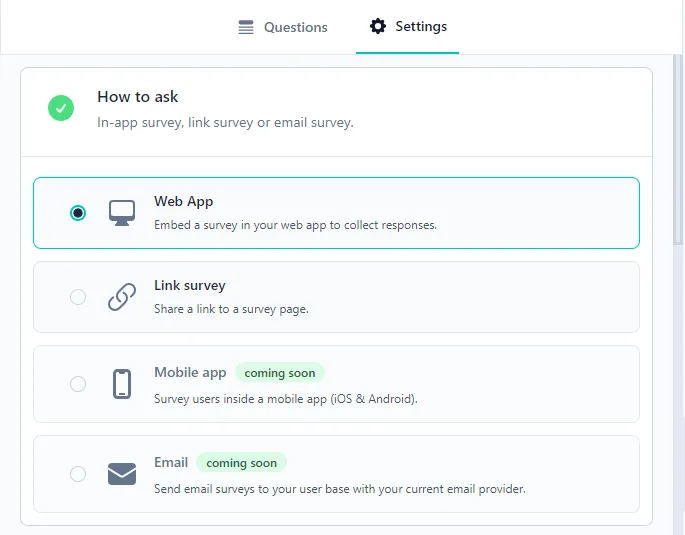 Questions
Settings
How to ask
In-app survey, link survey or email survey.
Web App
Embed a survey in your web app to collect responses.
Link survey
Share a link to a survey page.
Mobile app coming soon
Survey users inside a mobile app (iOS & Android).
Email coming soon
Send email surveys to your user base with your current email provider.